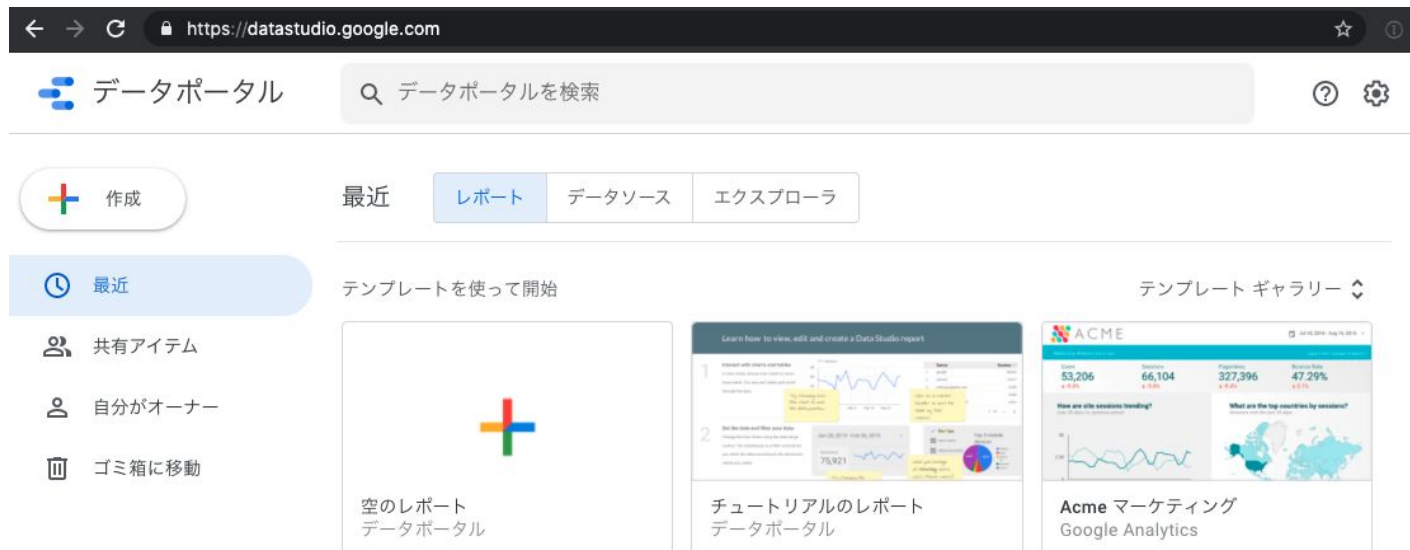 https://datastudio.google.com
データポータル
データポータルを検索
作成
最近
レポート
データソース
エクスプローラ
最近
共有アイテム
自分がオーナー
ゴミ箱に移動
テンプレートを使って開始
テンプレート ギャラリー
空のレポート
データポータル
Learn how to view, edit and create a Data Studio report
1
Interact with charts and tables
2
75,921
チュートリアルのレポート
データポータル
ACME
53,206
66,104
327,396
47.29%
How are site sessions trending?
What are the top countries by sessions?
Acme マーケティング
Google Analytics